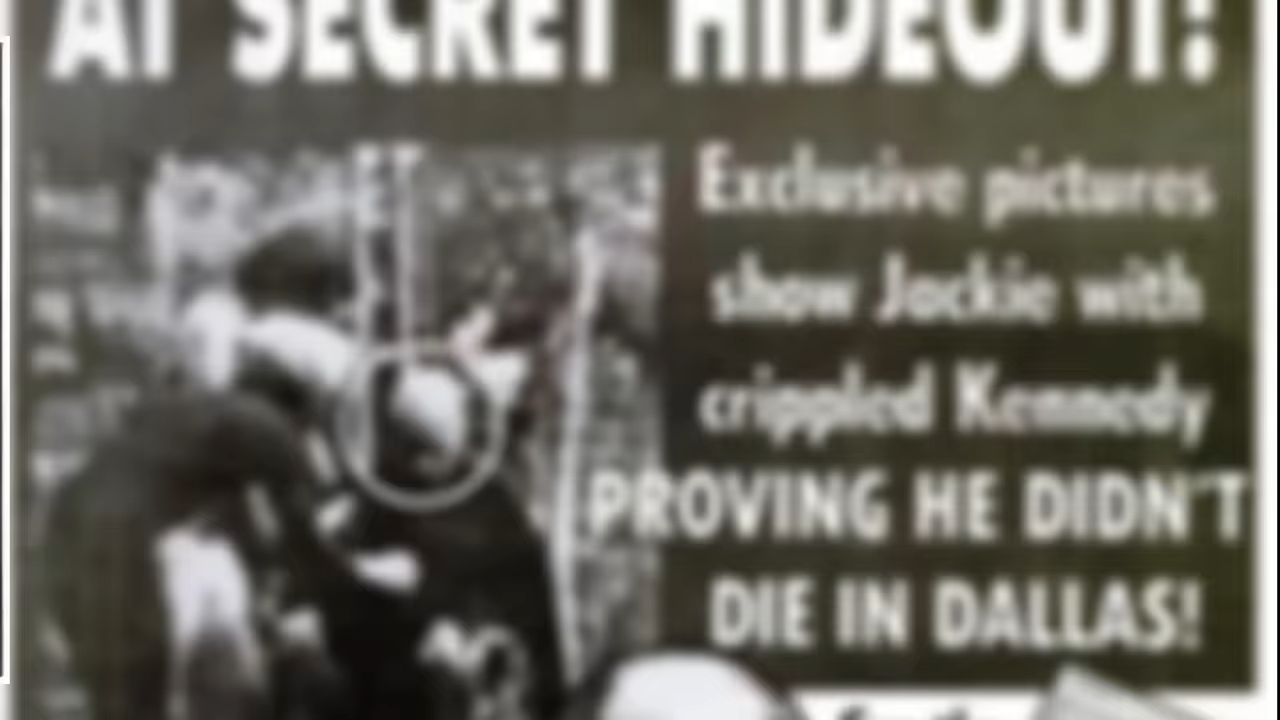 AT SECRET HIDEOUT!
Exclusive pictures
show Jackie with
crippled Kennedy
PROVING HE DIDN'T
DIE IN DALLAS!